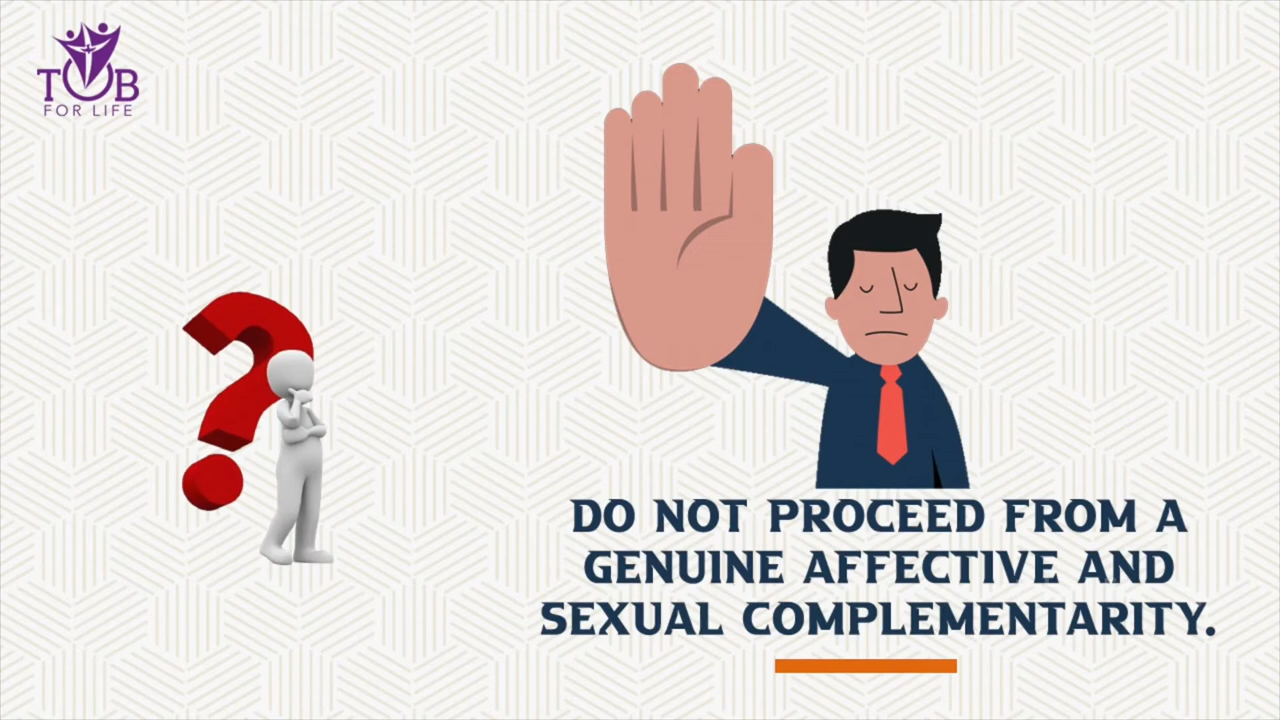 TOB
FOR LIFE
DO NOT PROCEED FROM A
GENUINE AFFECTIVE AND
SEXUAL COMPLEMENTARITY.